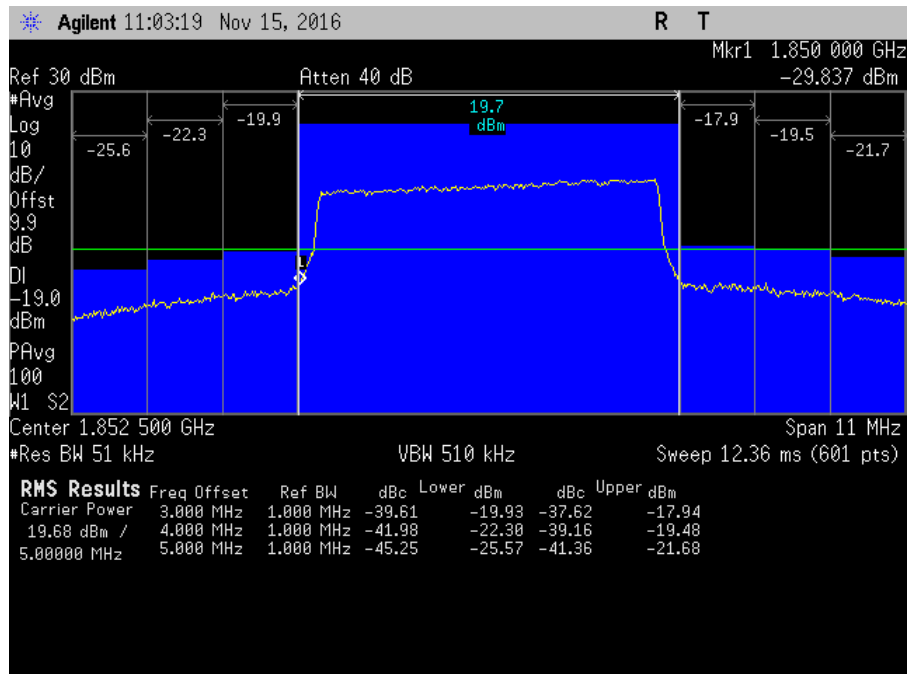 Agilent 11:03:19 Nov 15, 2016 R T
Mkr1 1.850 000 GHz
Ref 30 dBm Atten 40 dB -29.837 dBm
#Avg
Log
10
dB/
Offst
9.9
dB
DI
-19.0
dBm
PAvg
100
W1 S2
-25.6
-22.3
-19.9
19.7
dBm
-17.9
-19.5
-21.7
1
Center 1.852 500 GHz Span 11 MHz
#Res BW 51 kHz VBW 510 kHz Sweep 12.36 ms (601 pts)
RMS Results Freq Offset Ref BW dBc Lower dBm dBc Upper dBm
Carrier Power 3.000 MHz 1.000 MHz -39.61 -19.93 -37.62 -17.94
19.68 dBm / 4.000 MHz 1.000 MHz -41.98 -22.30 -39.16 -19.48
5.00000 MHz 5.000 MHz 1.000 MHz -45.25 -25.57 -41.36 -21.68